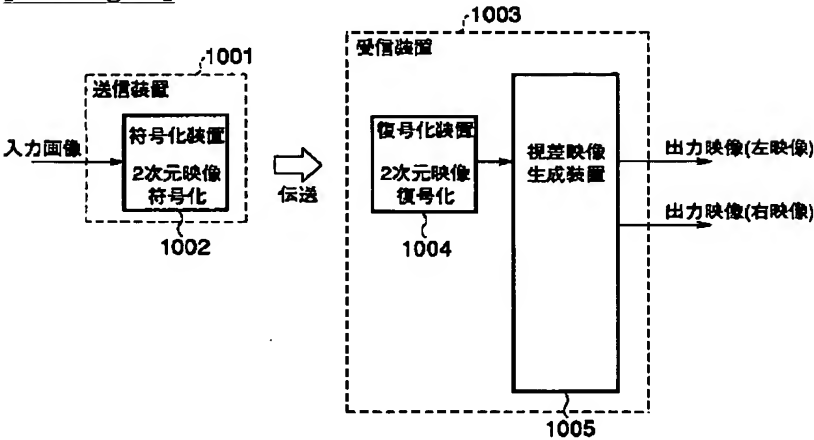 1001
送信装置
入力画像
符号化装置
2次元映像
符号化
1002
伝送
1003
受信装置
復号化装置
2次元映像
復号化
1004
視差映像
生成装置
1005
出力映像(左映像)
出力映像(右映像)